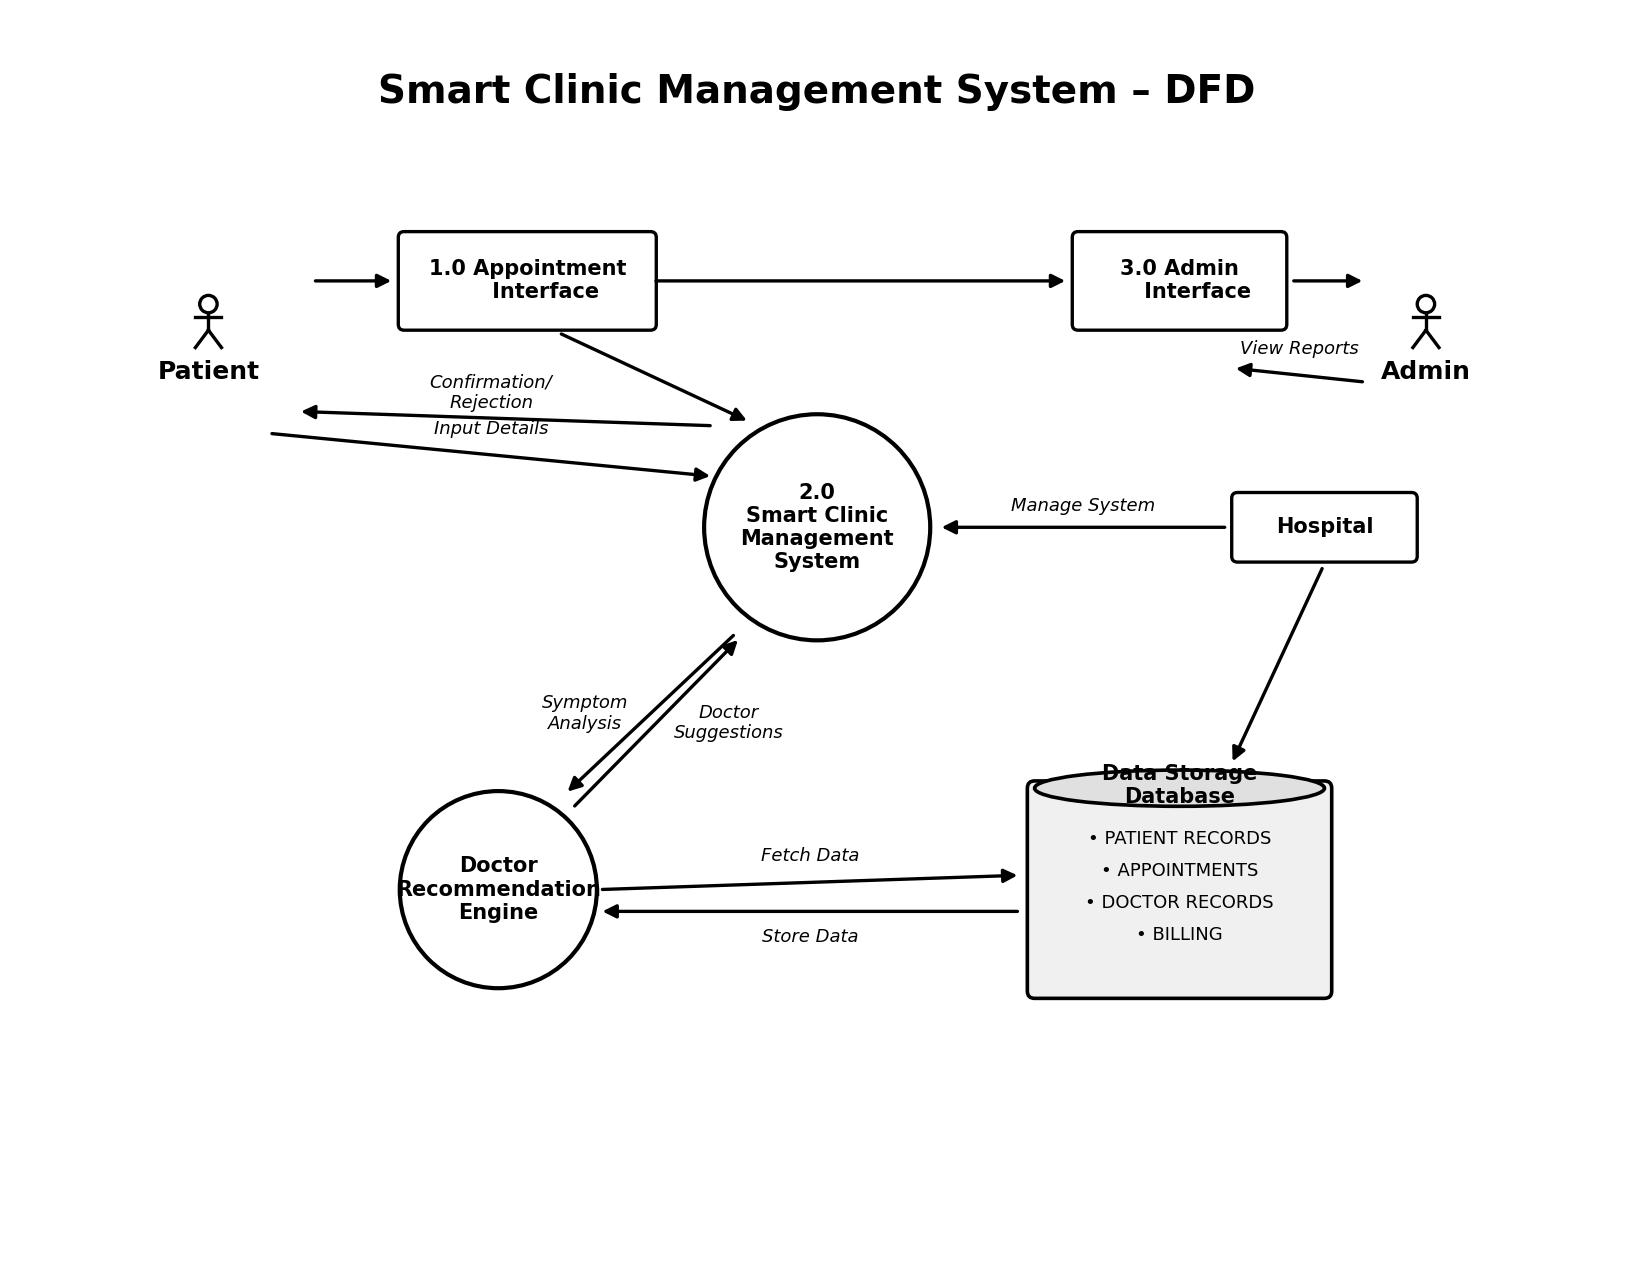 Smart Clinic Management System – DFD
1.0 Appointment
Interface
3.0 Admin
Interface
Patient
Admin
View Reports
Confirmation/
Rejection
Input Details
2.0
Smart Clinic
Management
System
Manage System
Hospital
Symptom
Analysis
Doctor
Suggestions
Data Storage
Database
• PATIENT RECORDS
• APPOINTMENTS
• DOCTOR RECORDS
• BILLING
Doctor
Recommendation
Engine
Fetch Data
Store Data